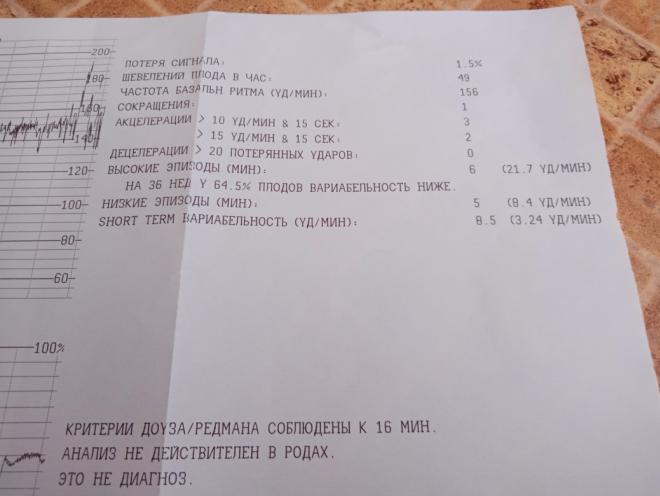 200
180
160
140
120
100
80
60
100%
ПОТЕРЯ СИГНАЛА: 1.5%
ШЕВЕЛЕНИЙ ПЛОДА В ЧАС: 49
ЧАСТОТА БАЗАЛЬН РИТМА (УД/МИН): 156
СОКРАЩЕНИЯ: 1
АКЦЕЛЕРАЦИИ > 10 УД/МИН & 15 СЕК: 3
> 15 УД/МИН & 15 СЕК: 2
ДЕЦЕЛЕРАЦИИ > 20 ПОТЕРЯННЫХ УДАРОВ: 0
ВЫСОКИЕ ЭПИЗОДЫ (МИН): 6 (21.7 УД/МИН)
НА 36 НЕД У 64.5% ПЛОДОВ ВАРИАБЕЛЬНОСТЬ НИЖЕ.
НИЗКИЕ ЭПИЗОДЫ (МИН): 5 (8.4 УД/МИН)
SHORT TERM ВАРИАБЕЛЬНОСТЬ (УД/МИН): 8.5 (3.24 УД/МИН)
КРИТЕРИИ ДОУЗА/РЕДМАНА СОБЛЮДЕНЫ К 16 МИН.
АНАЛИЗ НЕ ДЕЙСТВИТЕЛЕН В РОДАХ.
ЭТО НЕ ДИАГНОЗ.